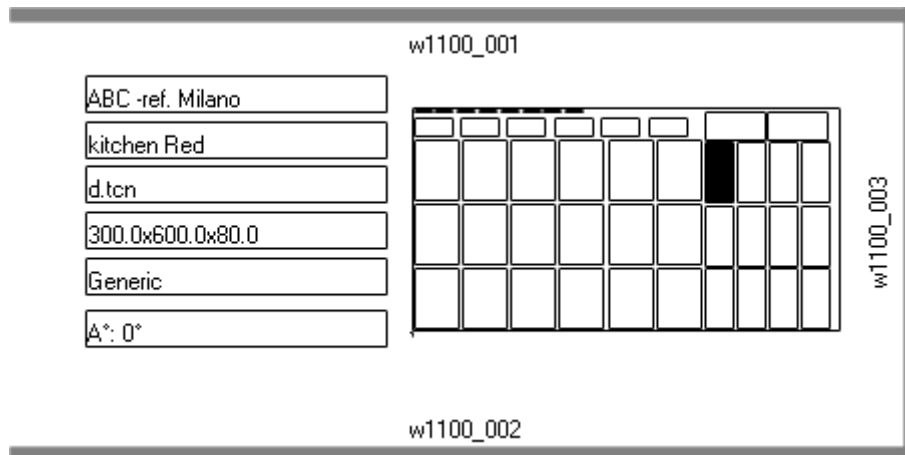 w1100_001
ABC -ref. Milano
kitchen Red
d.tcn
300.0x600.0x80.0
Generic
A°: 0°
w1100_003
w1100_002